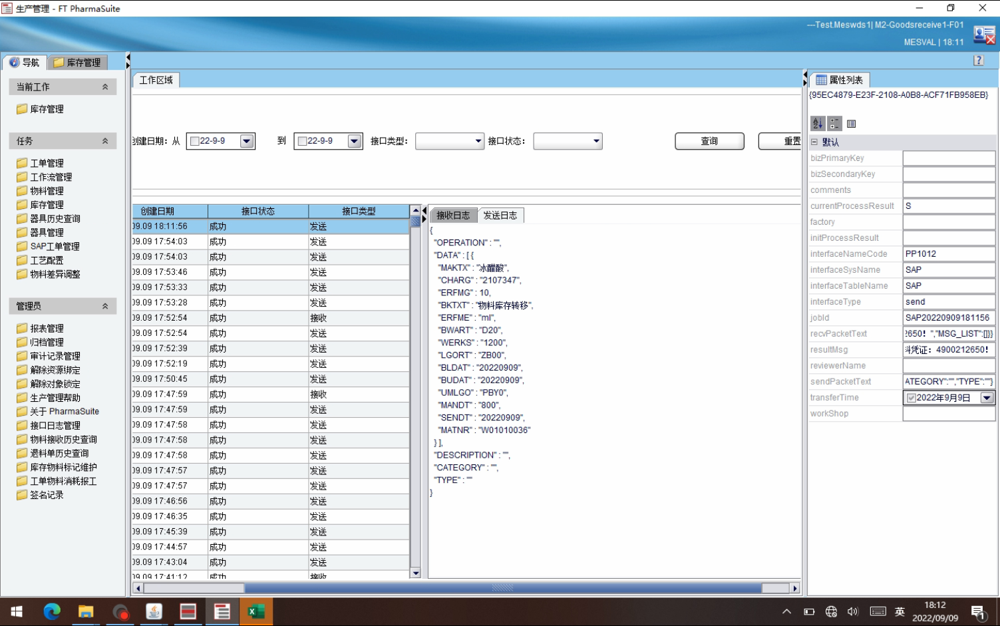 生产管理 - FT PharmaSuite
---Test.Meswds1| M2-Goodsreceive1-F01
MESVAL | 18:11
导航
库存管理
当前工作
库存管理
任务
工单管理
工作流管理
物料管理
库存管理
器具历史查询
器具管理
SAP工单管理
工艺配置
物料差异调整
管理员
报表管理
归档管理
审计记录管理
解除资源绑定
解除对象锁定
生产管理帮助
关于 PharmaSuite
接口日志管理
物料接收历史查询
退料单历史查询
库存物料标记维护
工单物料消耗报工
签名记录
工作区域
创建日期: 从 22-9-9 到 22-9-9 接口类型: 接口状态: 查询 重置
创建日期 接口状态 接口类型
09.09 18:11:56 成功 发送
09.09 17:54:03 成功 发送
09.09 17:54:03 成功 发送
09.09 17:53:46 成功 发送
09.09 17:53:33 成功 发送
09.09 17:53:28 成功 发送
09.09 17:52:54 成功 接收
09.09 17:52:54 成功 发送
09.09 17:52:39 成功 发送
09.09 17:52:19 成功 发送
09.09 17:50:45 成功 发送
09.09 17:47:59 成功 接收
09.09 17:47:59 成功 发送
09.09 17:47:58 成功 发送
09.09 17:47:58 成功 发送
09.09 17:47:58 成功 发送
09.09 17:47:57 成功 发送
09.09 17:47:57 成功 发送
09.09 17:46:56 成功 发送
09.09 17:46:35 成功 发送
09.09 17:45:39 成功 发送
09.09 17:44:57 成功 发送
09.09 17:43:04 成功 发送
09.09 17:41:12 成功 接收
接收日志 发送日志
{
"OPERATION" : "",
"DATA" : [ {
"MAKTX" : "冰醋酸",
"CHARG" : "2107347",
"ERFMG" : 10,
"BKTXT" : "物料库存转移",
"ERFME" : "ml",
"BWART" : "D20",
"WERKS" : "1200",
"LGORT" : "ZB00",
"BLDAT" : "20220909",
"BUDAT" : "20220909",
"UMLGO" : "PBY0",
"MANDT" : "800",
"SENDT" : "20220909",
"MATNR" : "W01010036"
} ],
"DESCRIPTION" : "",
"CATEGORY" : "",
"TYPE" : ""
}
属性列表
{95EC4879-E23F-2108-A0B8-ACF71FB958EB}
默认
bizPrimaryKey
bizSecondaryKey
comments
currentProcessResult S
factory
initProcessResult
interfaceNameCode PP1012
interfaceSysName SAP
interfaceTableName SAP
interfaceType send
jobId SAP20220909181156
recvPacketText 2650! ","MSG_LIST":[]}}
resultMsg 料凭证: 4900212650!
reviewerName
sendPacketText ATEGORY":"","TYPE":""}
transferTime 2022年9月9日
workShop
英
18:12
2022/09/09
1